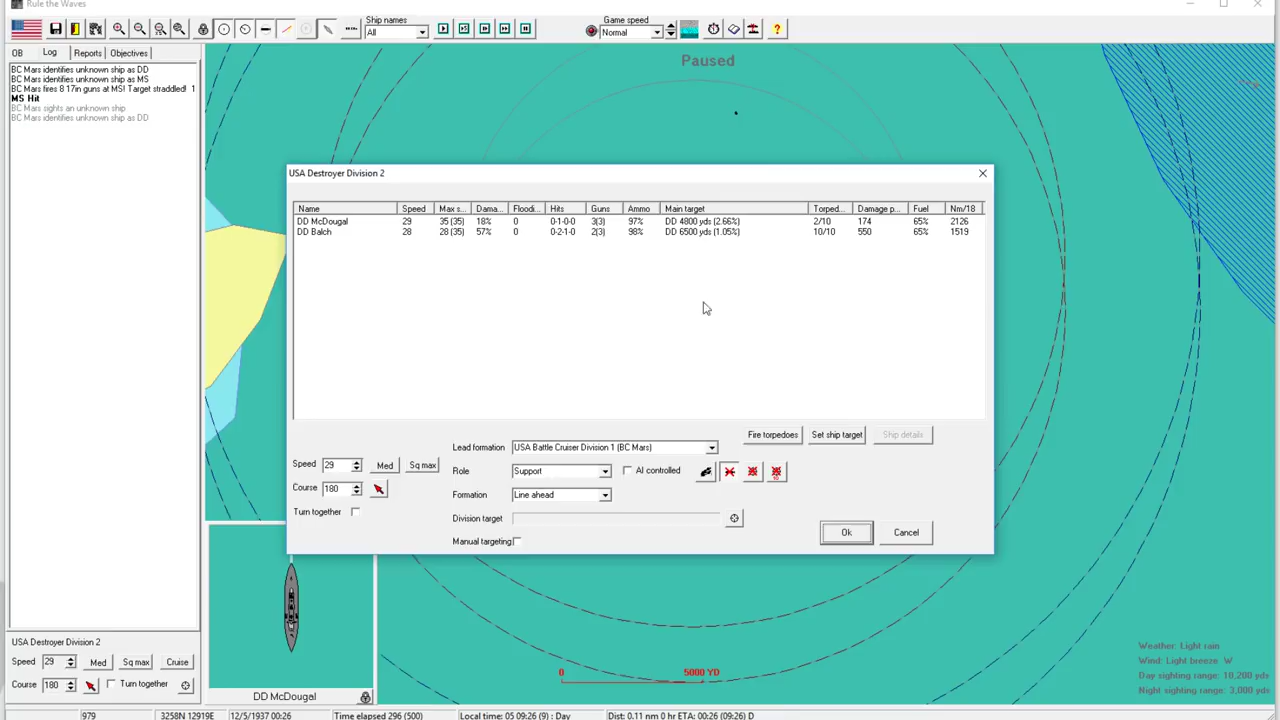 Rule the Waves
Ship names
All
Game speed
Normal
OB Log Reports Objectives
BC Mars identifies unknown ship as DD
BC Mars identifies unknown ship as MS
BC Mars fires 8 17in guns at MS! Target straddled! 1
MS Hit
BC Mars sights an unknown ship
BC Mars identifies unknown ship as DD
Paused
USA Destroyer Division 2
Name Speed Max s... Dama... Floodi... Hits Guns Ammo Main target Torped... Damage p... Fuel Nm/18
DD McDougal 29 35 (35) 18% 0 0-1-0-0 3(3) 97% DD 4800 yds (2.66%) 2/10 174 65% 2126
DD Balch 28 28 (35) 57% 0 0-2-1-0 2(3) 98% DD 6500 yds (1.05%) 10/10 550 65% 1519
Fire torpedoes Set ship target Ship details
Lead formation USA Battle Cruiser Division 1 (BC Mars)
Speed 29 Med Sq max
Role Support AI controlled
Course 180
Formation Line ahead
Turn together
Division target
Manual targeting
Ok Cancel
USA Destroyer Division 2
Speed 29 Med Sq max Cruise
Course 180 Turn together
DD McDougal
0 5000 YD
Weather: Light rain
Wind: Light breeze W
Day sighting range: 10,200 yds
Night sighting range: 3,000 yds
979 3258N 12919E 12/5/1937 00:26 Time elapsed 296 (500) Local time: 05 09:26 (9) : Day Dist: 0.11 nm 0 hr ETA: 00:26 (09:26) D